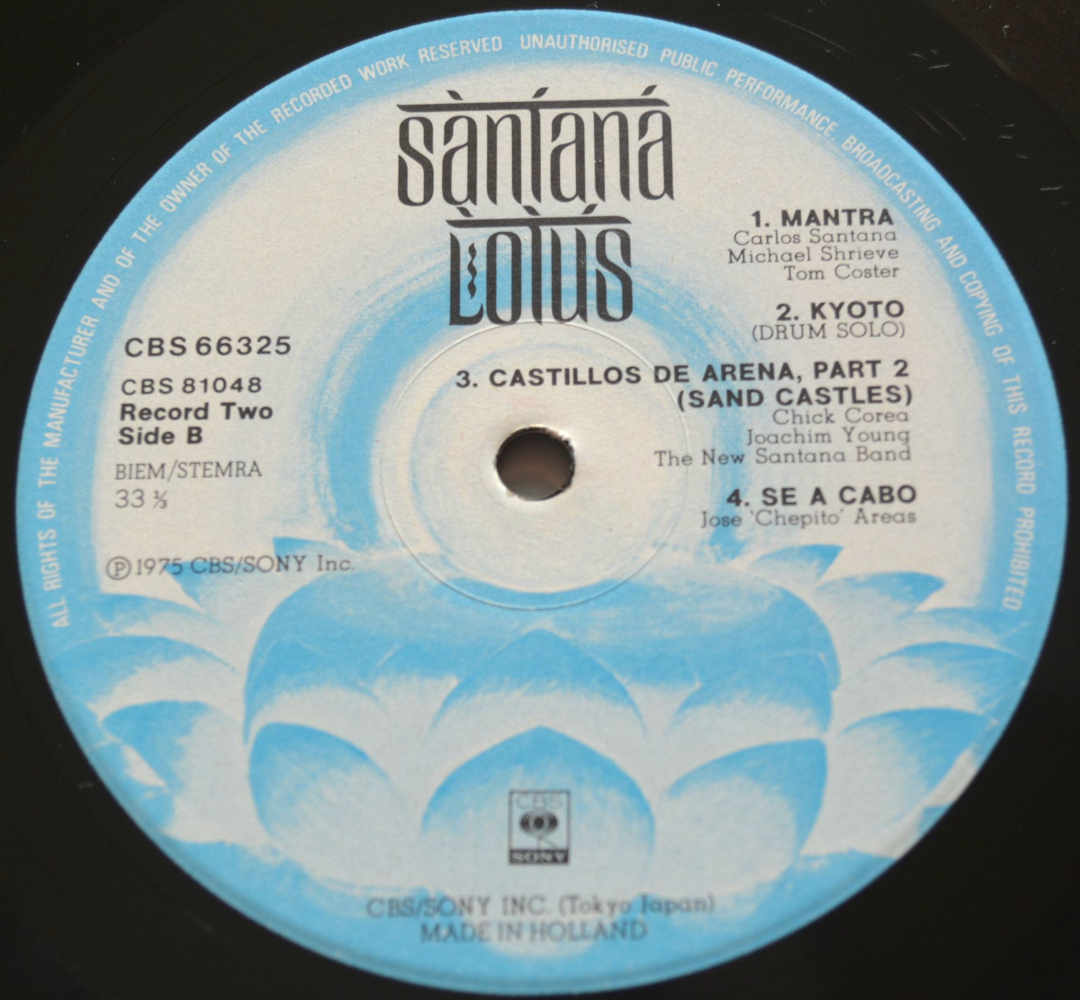 ALL RIGHTS OF THE MANUFACTURER AND OF THE OWNER OF THE RECORDED WORK RESERVED UNAUTHORISED PUBLIC PERFORMANCE, BROADCASTING AND COPYING OF THIS RECORD PROHIBITED
santana
Lotus
1. MANTRA
Carlos Santana
Michael Shrieve
Tom Coster
2. KYOTO
(DRUM SOLO)
3. CASTILLOS DE ARENA, PART 2
(SAND CASTLES)
Chick Corea
Joachim Young
The New Santana Band
4. SE A CABO
Jose 'Chepito' Areas
CBS 66325
CBS 81048
Record Two
Side B
BIEM/STEMRA
33 ⅓
Ⓟ 1975 CBS/SONY Inc.
CBS
SONY
CBS/SONY INC. (Tokyo Japan)
MADE IN HOLLAND